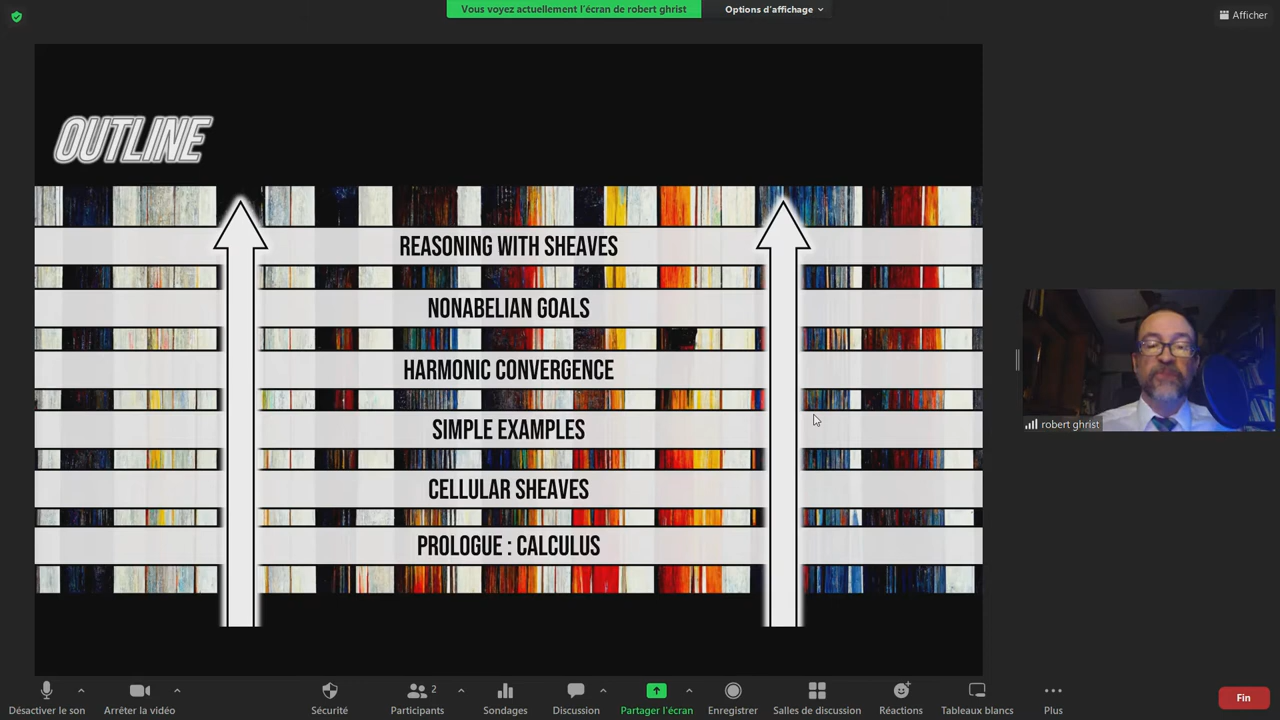 Vous voyez actuellement l'écran de robert ghrist
Options d'affichage
Afficher
OUTLINE
REASONING WITH SHEAVES
NONABELIAN GOALS
HARMONIC CONVERGENCE
SIMPLE EXAMPLES
CELLULAR SHEAVES
PROLOGUE : CALCULUS
robert ghrist
2
Désactiver le son
Arrêter la vidéo
Sécurité
Participants
Sondages
Discussion
Partager l'écran
Enregistrer
Salles de discussion
Réactions
Tableaux blancs
Plus
Fin